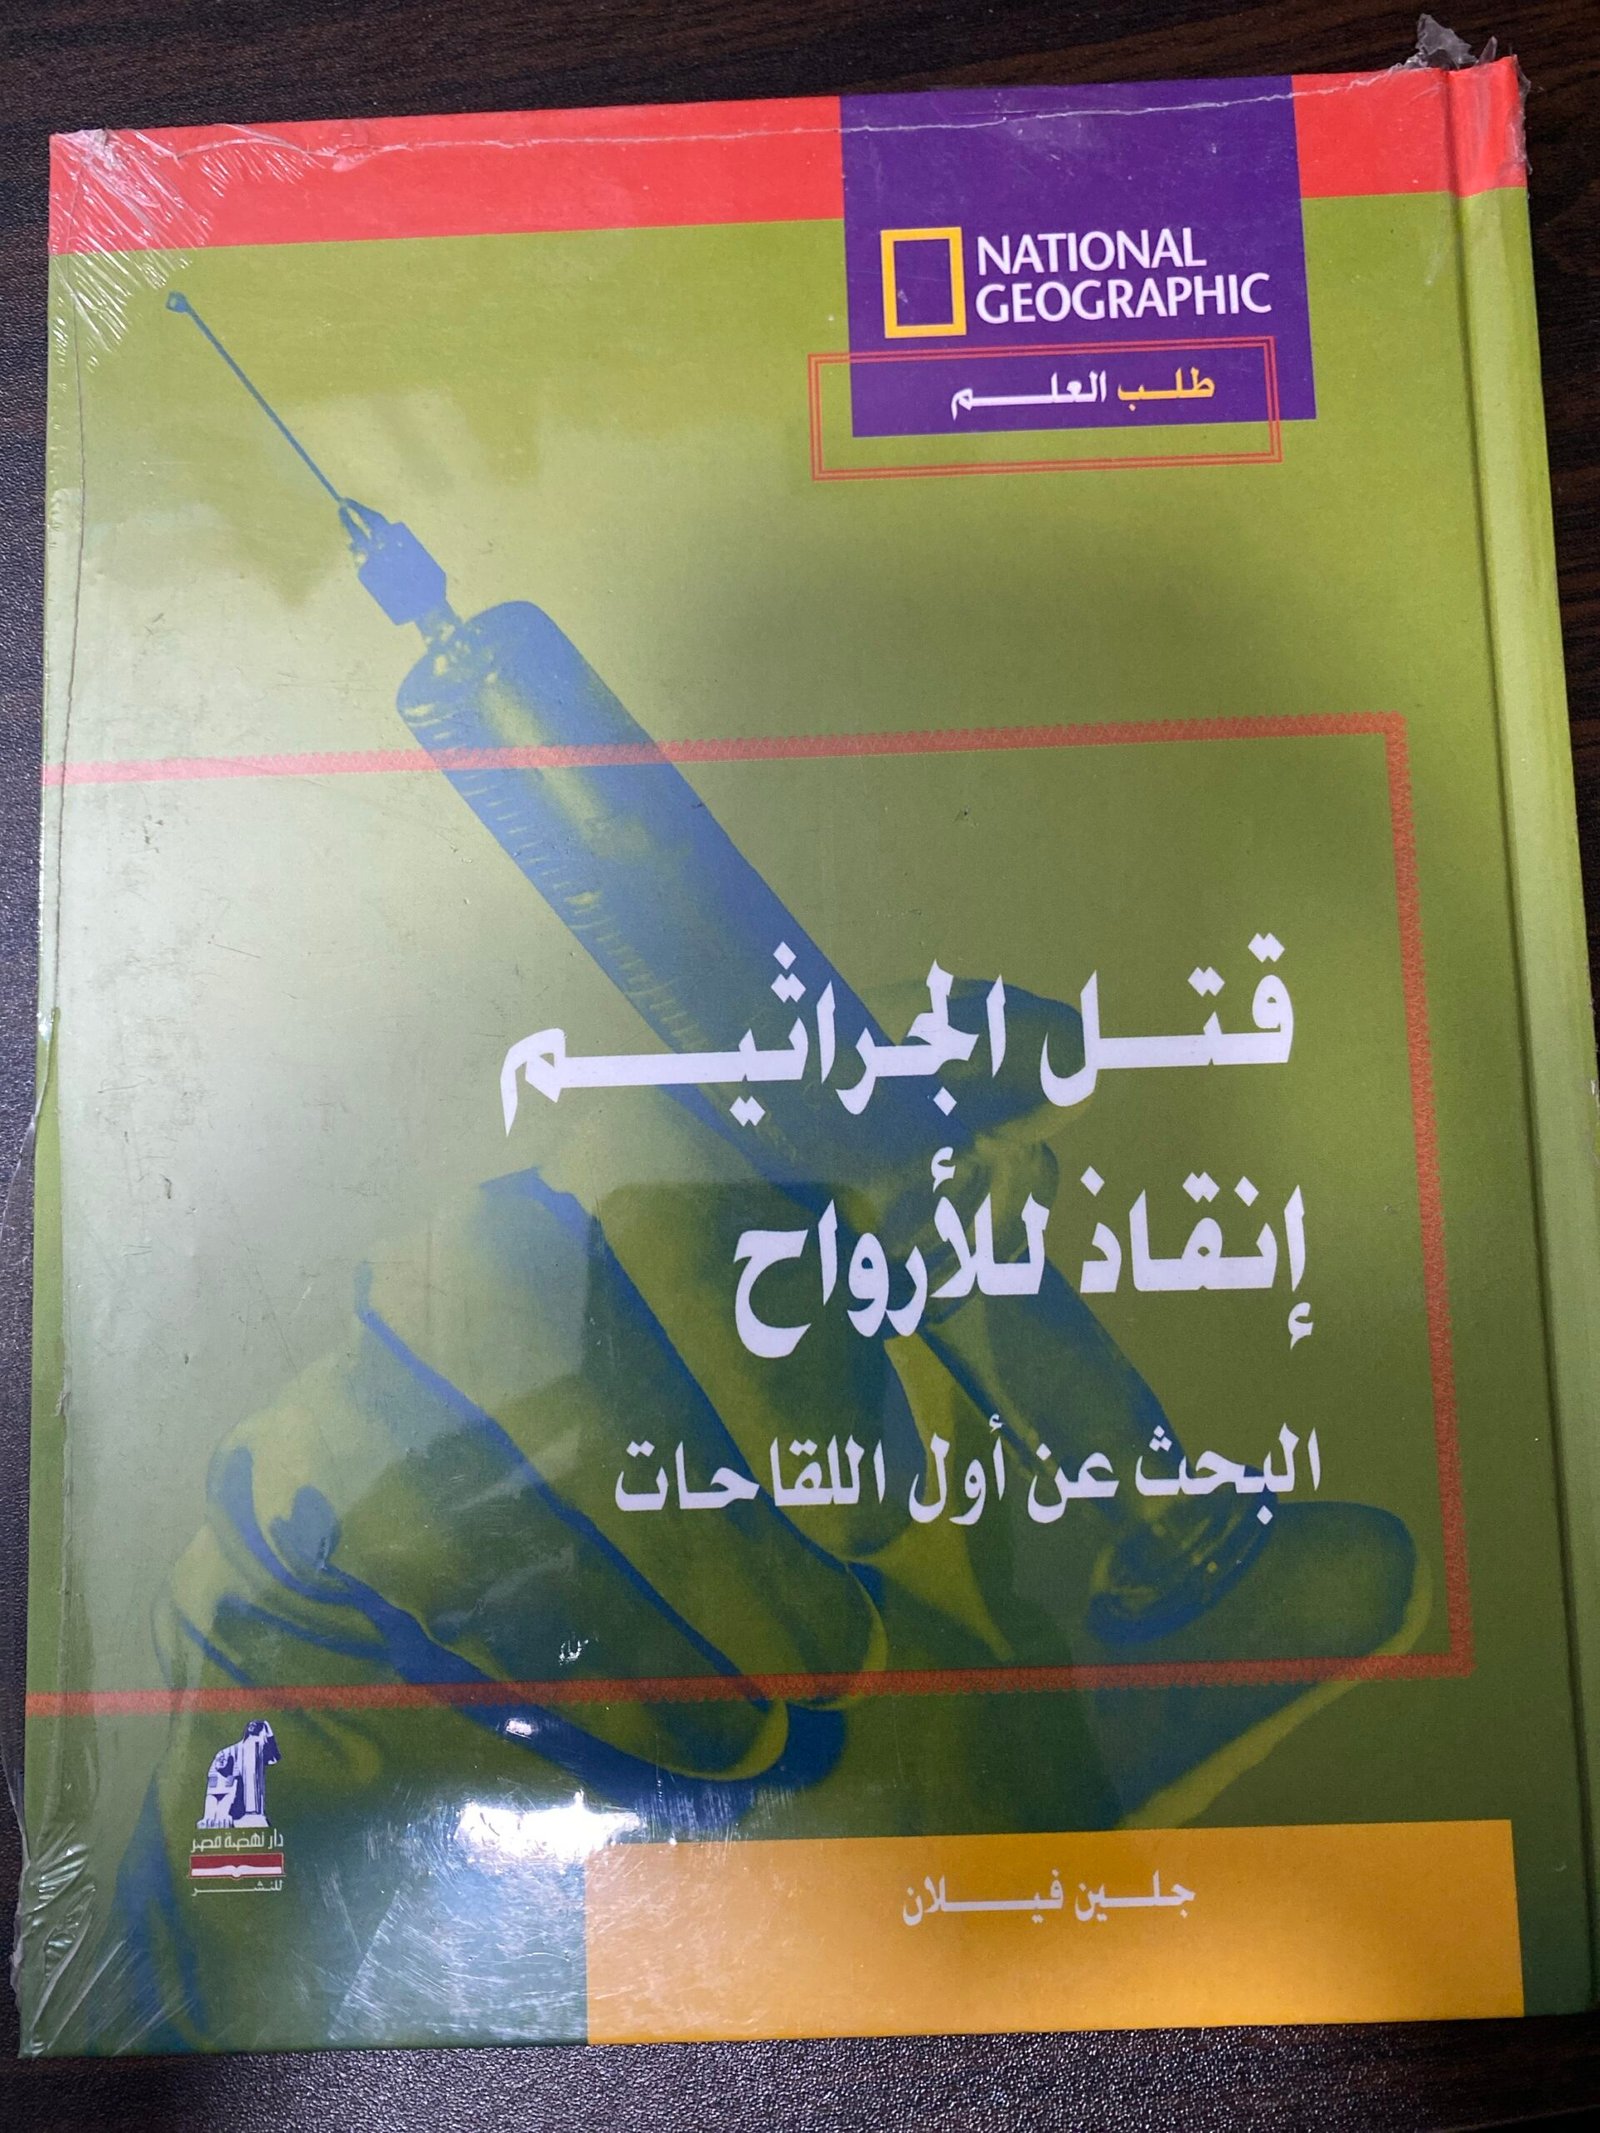 NATIONAL
GEOGRAPHIC
طلب العلم
قتل الجراثيم
إنقاذ للأرواح
البحث عن أول اللقاحات
دار نهضة مصر
للنشر
جلين فيلان